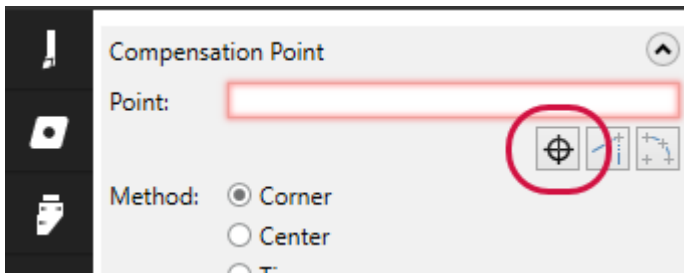 Compensation Point
Point:
Method:
Corner
Center